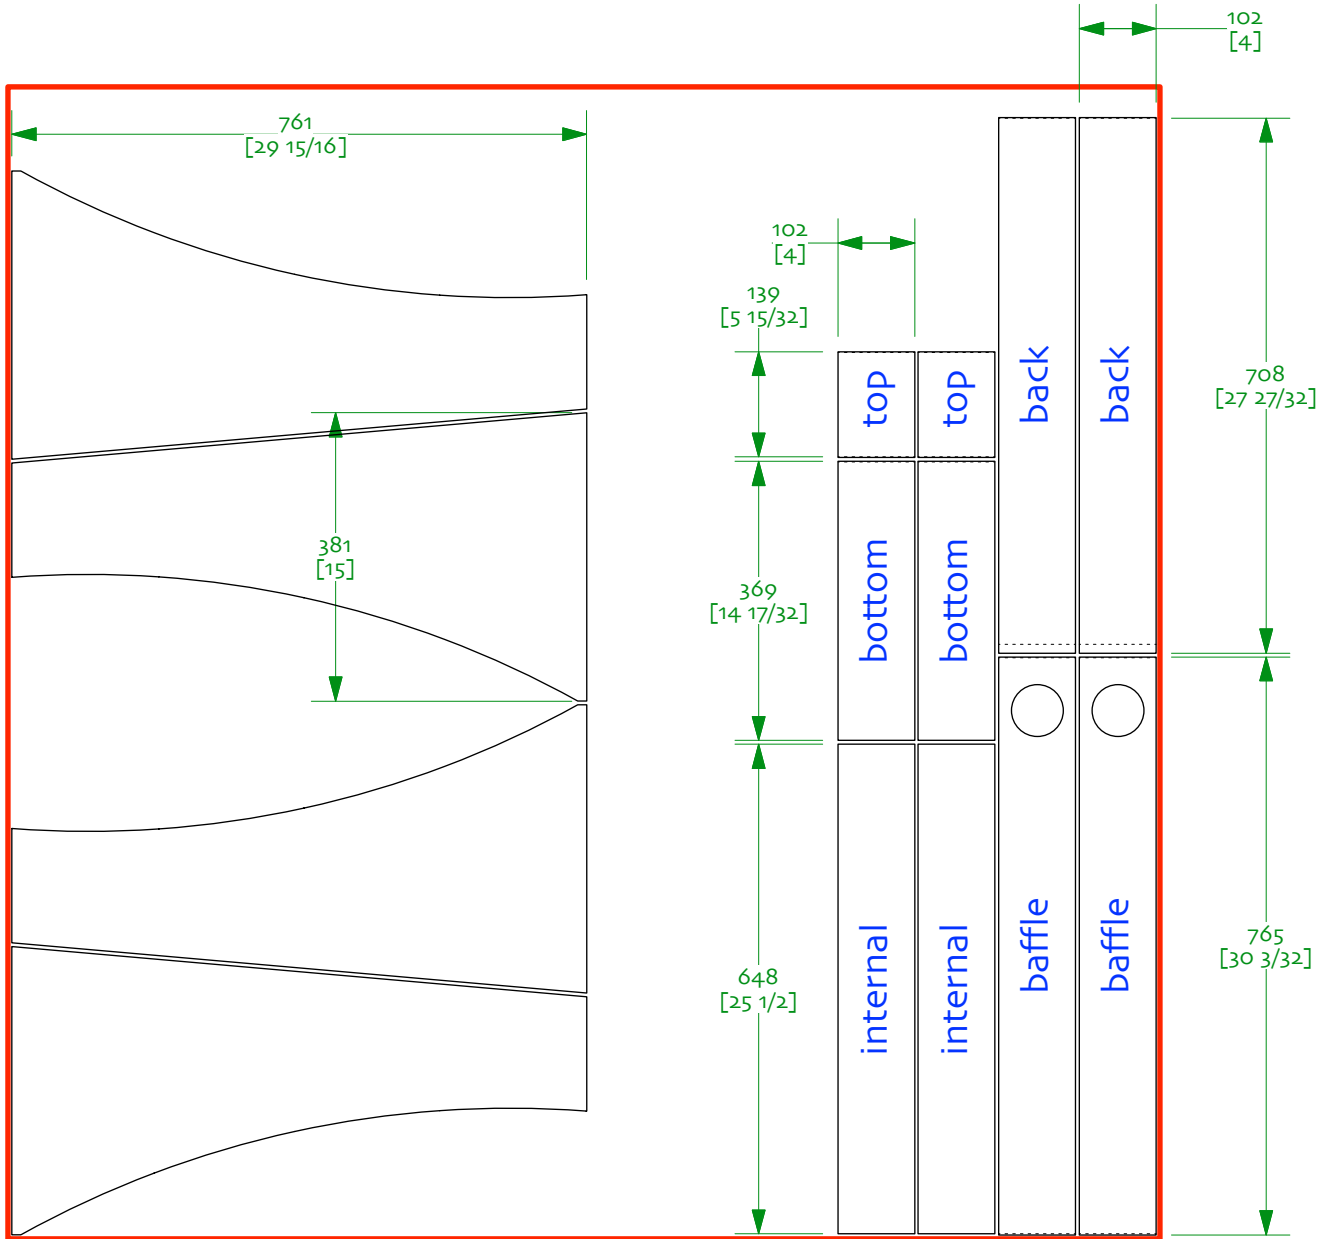 102
[4]
761
[29 15/16]
102
[4]
139
[5 15/32]
top
top
back
back
708
[27 27/32]
381
[15]
369
[14 17/32]
bottom
bottom
648
[25 1/2]
internal
internal
baffle
baffle
765
[30 3/32]